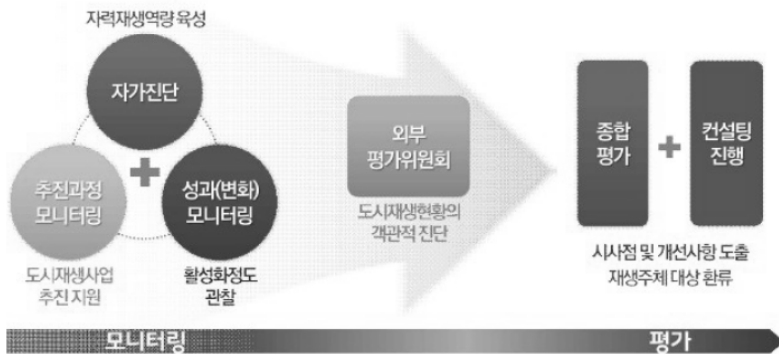 자력재생역량 육성
자가진단
추진과정
모니터링
성과(변화)
모니터링
도시재생사업
추진 지원
활성화정도
관찰
외부
평가위원회
도시재생현황의
객관적 진단
종합
평가
컨설팅
진행
시사점 및 개선사항 도출
재생주체 대상 환류
모니터링
평가